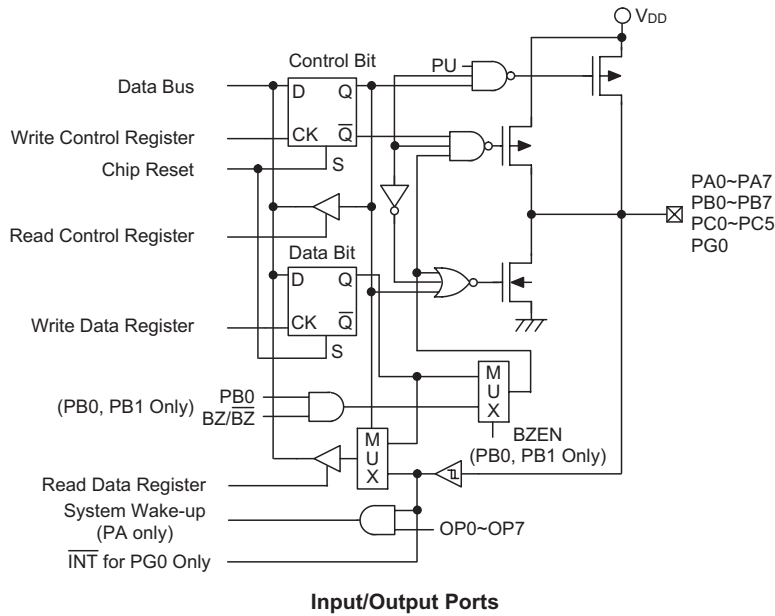 VDD
Control Bit
PU
Data Bus
D
Q
Write Control Register
CK
Q̅
Chip Reset
S
PA0~PA7
PB0~PB7
PC0~PC5
PG0
Read Control Register
Data Bit
D
Q
Write Data Register
CK
Q̅
S
M
U
X
(PB0, PB1 Only)
PB0
BZ/B̅Z̅
M
U
X
BZEN
(PB0, PB1 Only)
Read Data Register
System Wake-up
(PA only)
OP0~OP7
I̅N̅T̅ for PG0 Only
Input/Output Ports